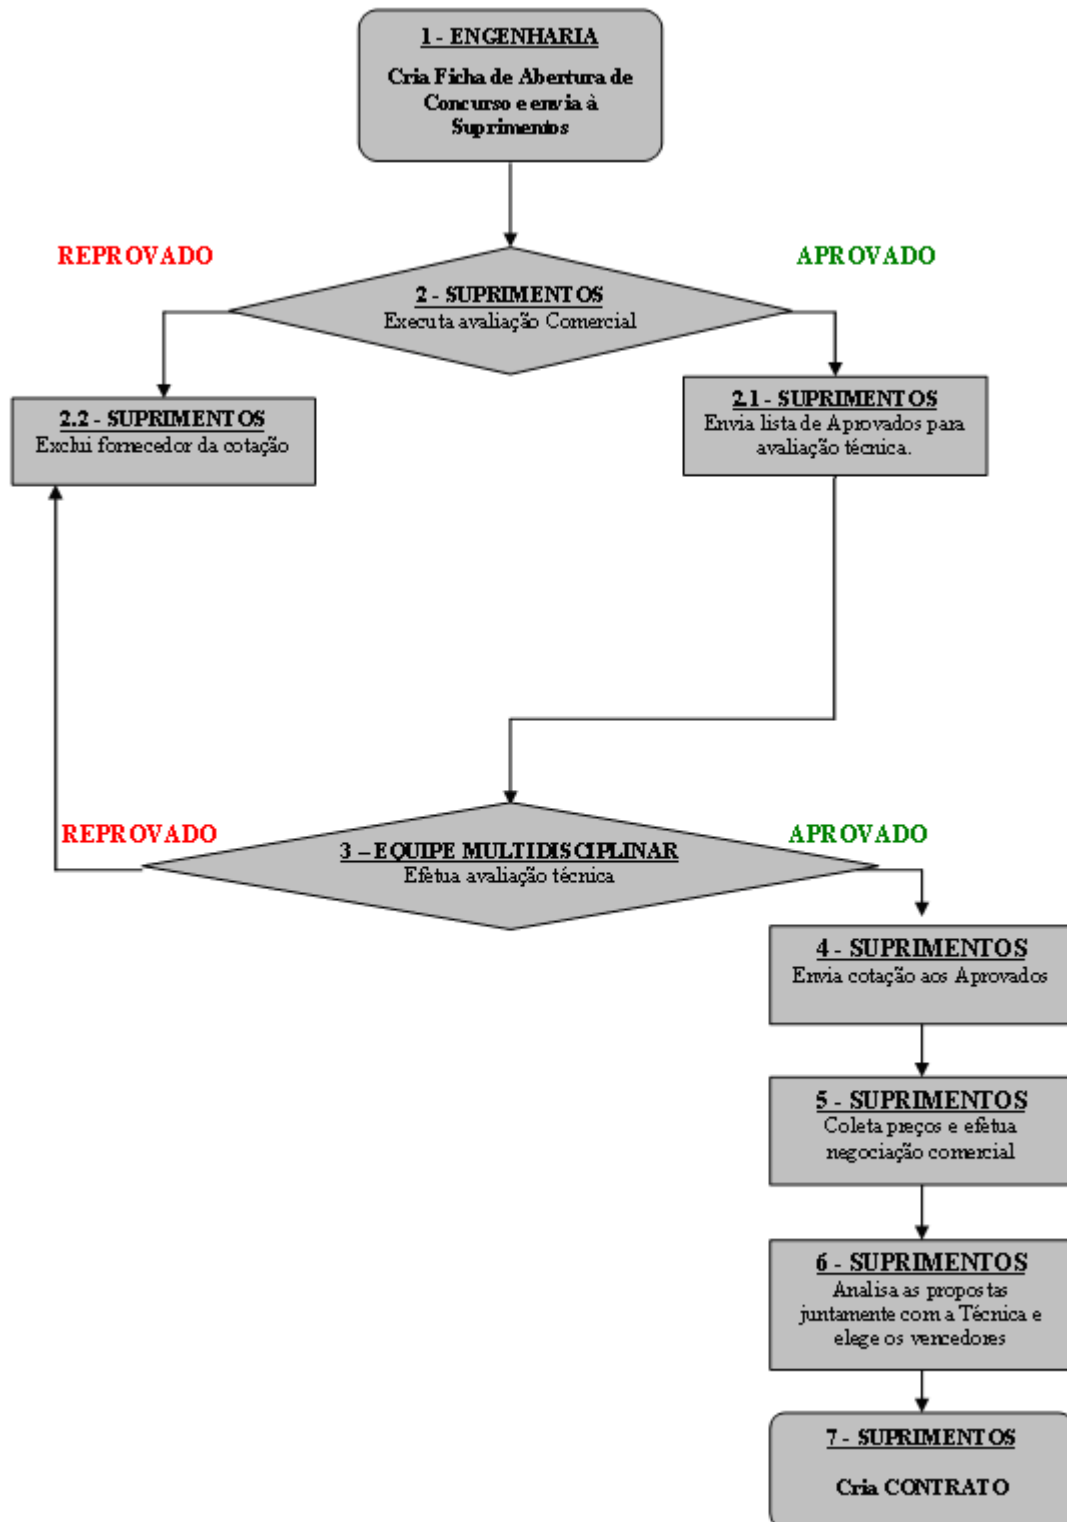 1 - ENGENHARIA
Cria Ficha de Abertura de
Concurso e envia à
Suprimentos
REPROVADO
APROVADO
2 - SUPRIMENTOS
Executa avaliação Comercial
2.2 - SUPRIMENTOS
Exclui fornecedor da cotação
2.1 - SUPRIMENTOS
Envia lista de Aprovados para
avaliação técnica.
REPROVADO
APROVADO
3 – EQUIPE MULTIDISCIPLINAR
Efetua avaliação técnica
4 - SUPRIMENTOS
Envia cotação aos Aprovados
5 - SUPRIMENTOS
Coleta preços e efetua
negociação comercial
6 - SUPRIMENTOS
Analisa as propostas
juntamente com a Técnica e
elege os vencedores
7 - SUPRIMENTOS
Cria CONTRATO